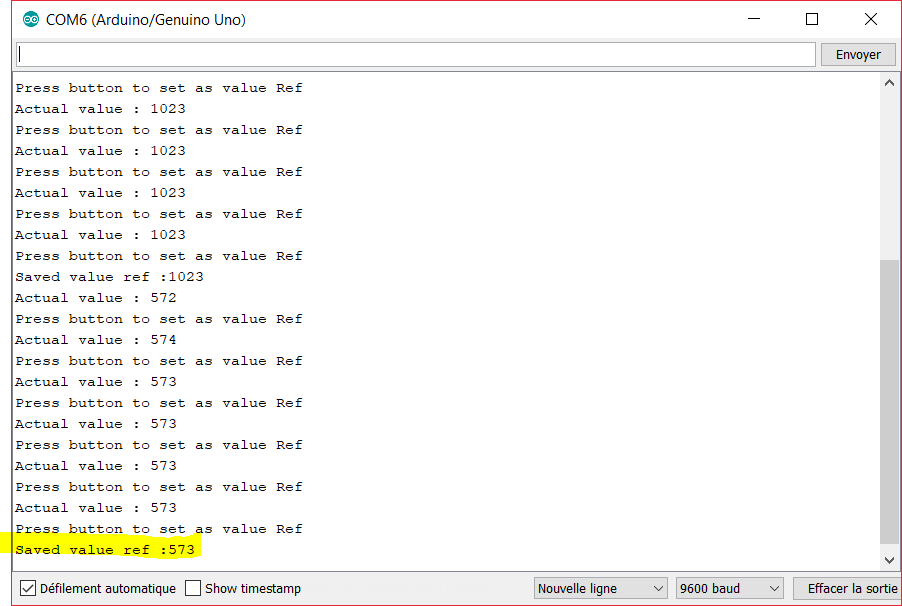 COM6 (Arduino/Genuino Uno)
Envoyer
Press button to set as value Ref
Actual value : 1023
Press button to set as value Ref
Actual value : 1023
Press button to set as value Ref
Actual value : 1023
Press button to set as value Ref
Actual value : 1023
Press button to set as value Ref
Saved value ref :1023
Actual value : 572
Press button to set as value Ref
Actual value : 574
Press button to set as value Ref
Actual value : 573
Press button to set as value Ref
Actual value : 573
Press button to set as value Ref
Actual value : 573
Press button to set as value Ref
Actual value : 573
Press button to set as value Ref
Saved value ref :573
Défilement automatique Show timestamp Nouvelle ligne 9600 baud Effacer la sortie